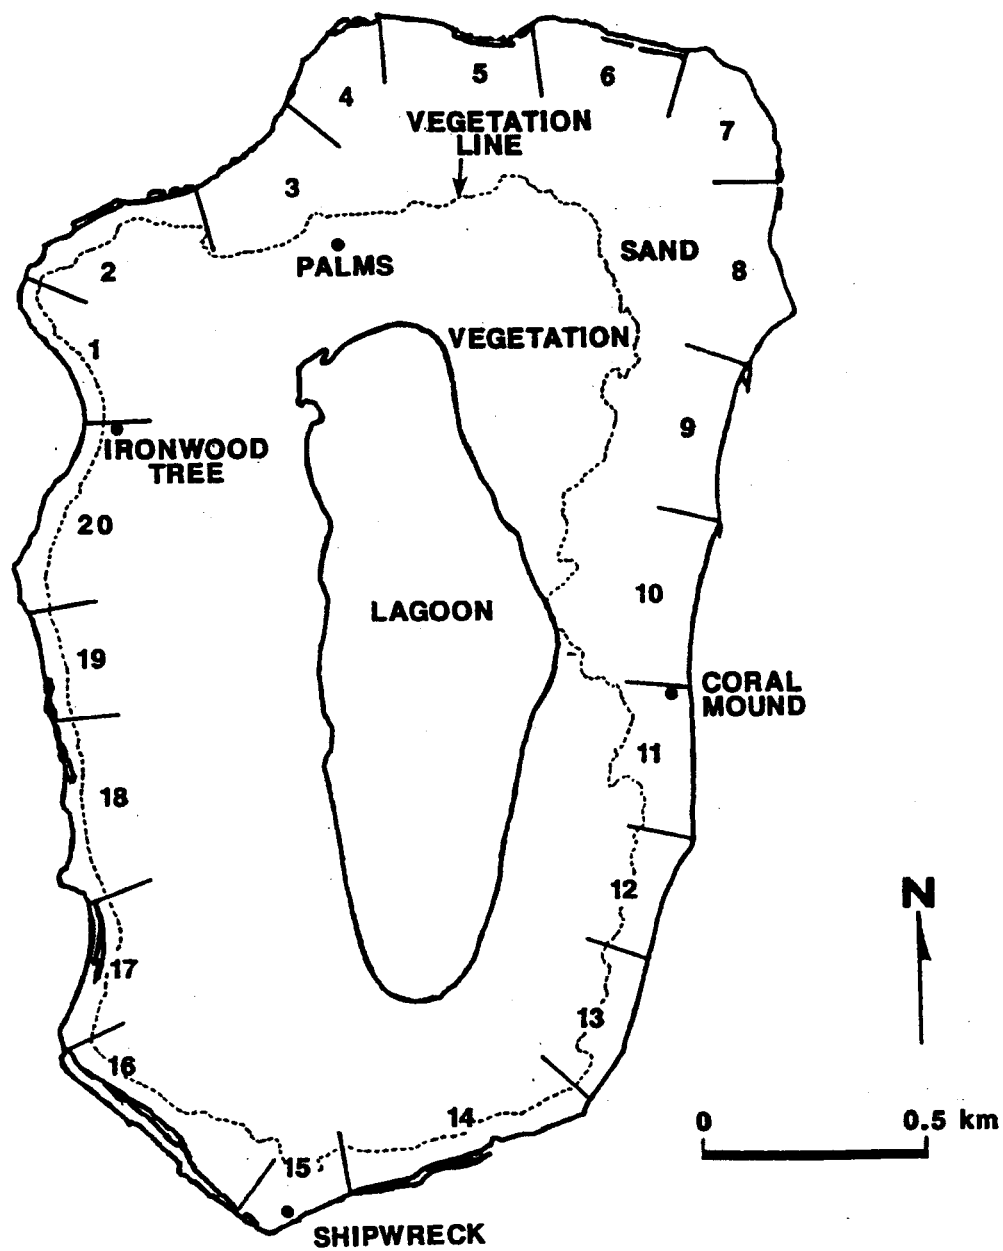 5
6
4
7
VEGETATION
LINE
3
SAND
PALMS
2
8
VEGETATION
1
9
IRONWOOD
TREE
20
10
LAGOON
19
CORAL
MOUND
11
18
12
N
17
13
16
14
0 0.5 km
15
SHIPWRECK